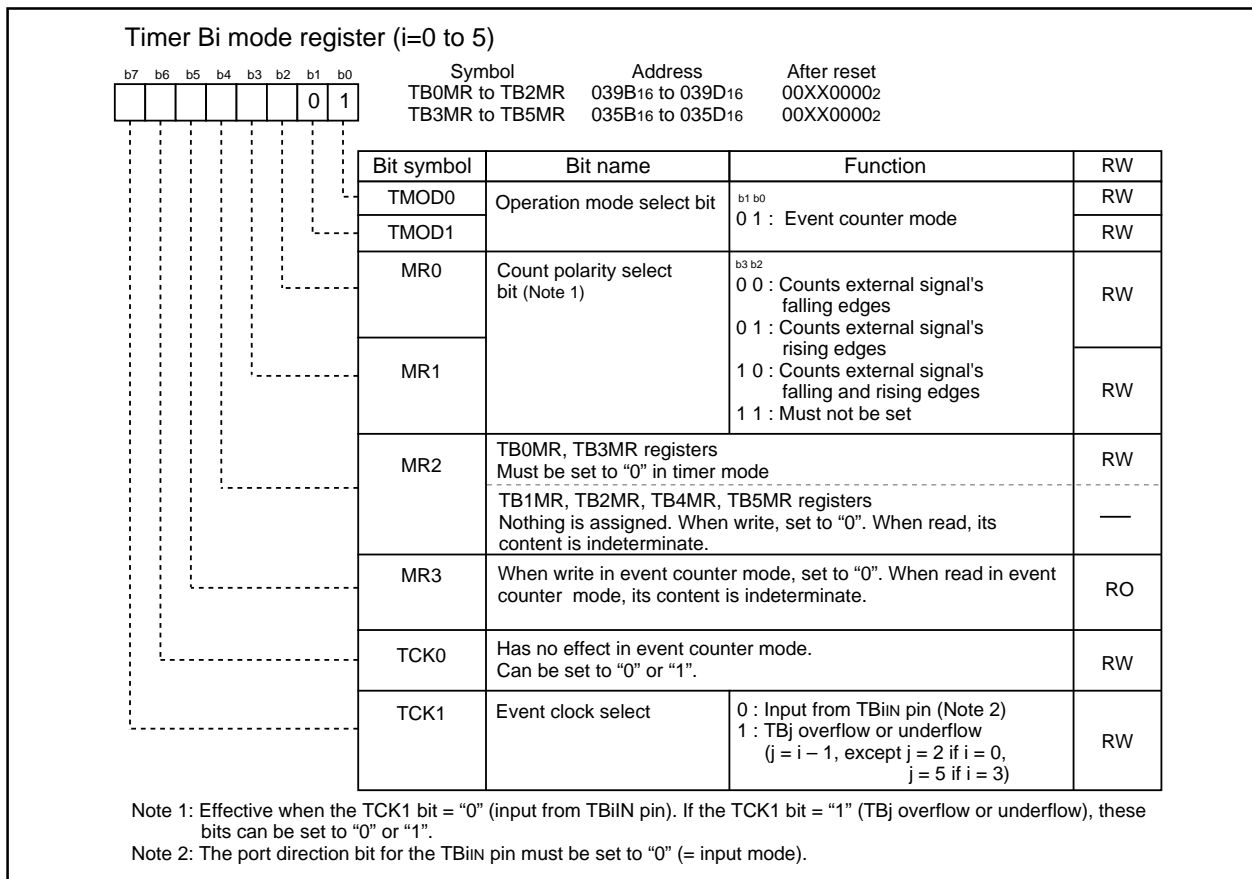 Timer Bi mode register (i=0 to 5)
b7 b6 b5 b4 b3 b2 b1 b0
0 1
Symbol Address After reset
TB0MR to TB2MR 039B16 to 039D16 00XX00002
TB3MR to TB5MR 035B16 to 035D16 00XX00002
Bit symbol Bit name Function RW
TMOD0 Operation mode select bit b1 b0 RW
0 1 : Event counter mode
TMOD1 RW
MR0 Count polarity select b3 b2
bit (Note 1) 0 0 : Counts external signal's RW
falling edges
0 1 : Counts external signal's
rising edges
MR1 1 0 : Counts external signal's RW
falling and rising edges
1 1 : Must not be set
MR2 TB0MR, TB3MR registers RW
Must be set to “0” in timer mode
TB1MR, TB2MR, TB4MR, TB5MR registers
Nothing is assigned. When write, set to “0”. When read, its —
content is indeterminate.
MR3 When write in event counter mode, set to “0”. When read in event RO
counter mode, its content is indeterminate.
TCK0 Has no effect in event counter mode. RW
Can be set to “0” or “1”.
TCK1 Event clock select 0 : Input from TBiIN pin (Note 2) RW
1 : TBj overflow or underflow
(j = i – 1, except j = 2 if i = 0,
j = 5 if i = 3)
Note 1: Effective when the TCK1 bit = “0” (input from TBiIN pin). If the TCK1 bit = “1” (TBj overflow or underflow), these
bits can be set to “0” or “1”.
Note 2: The port direction bit for the TBiIN pin must be set to “0” (= input mode).